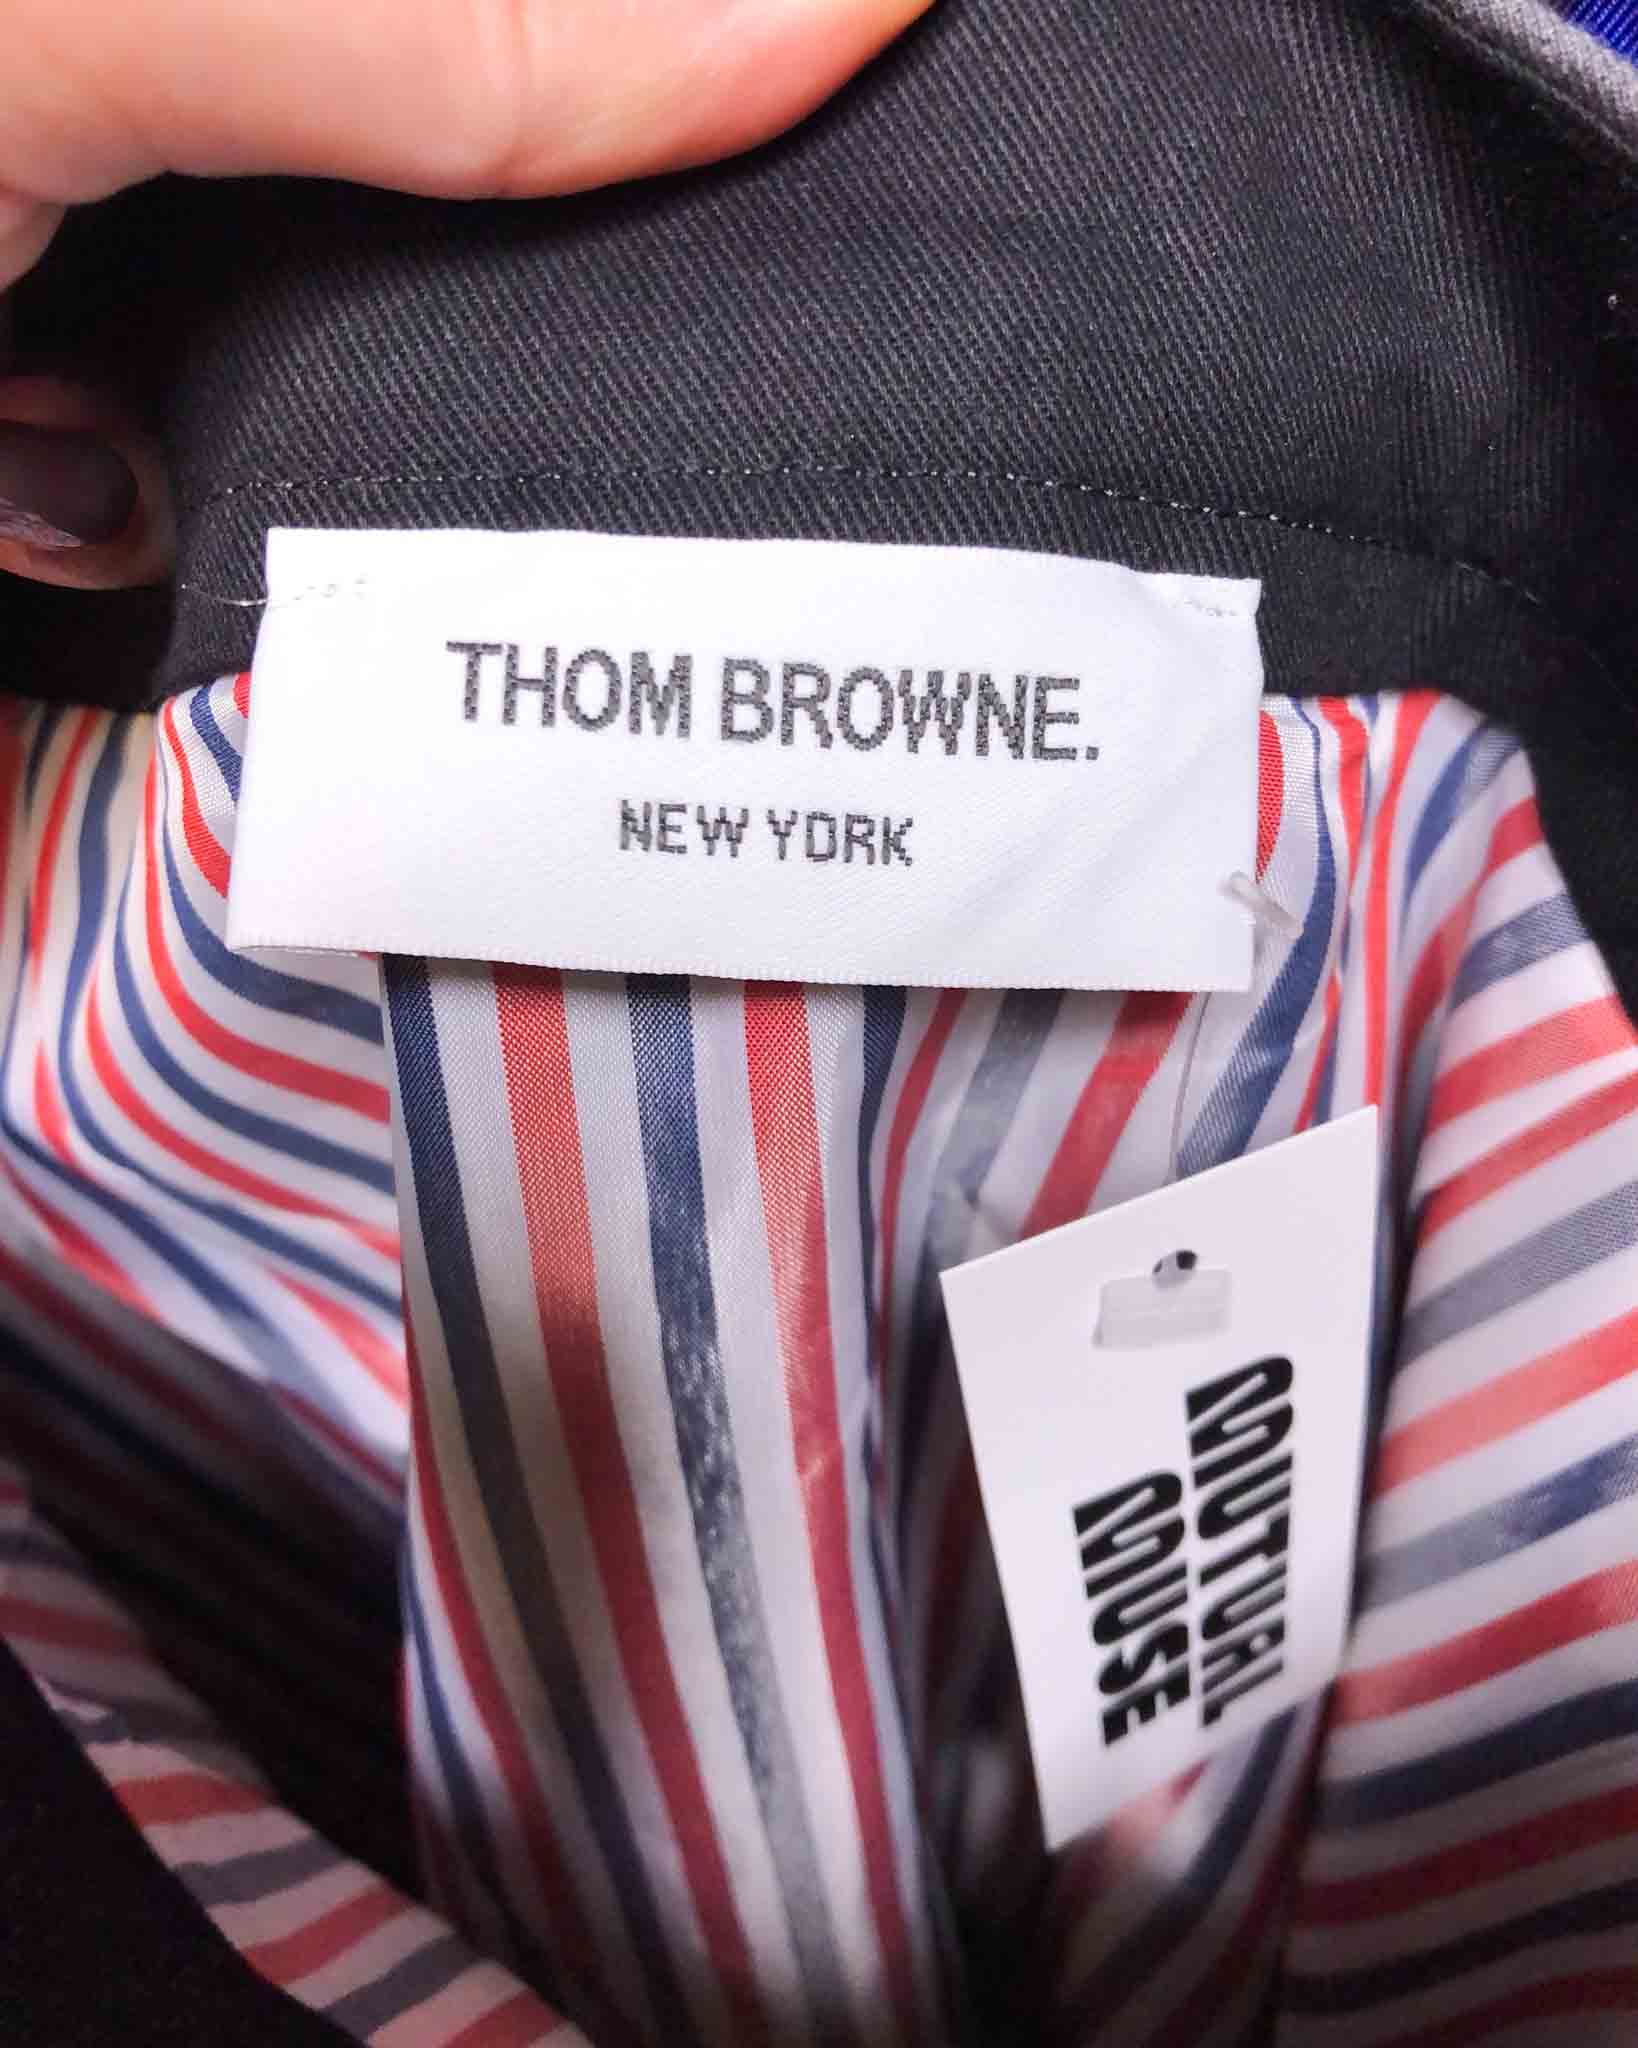 THOM BROWNE.
NEW YORK
MUTUAL
MUSE